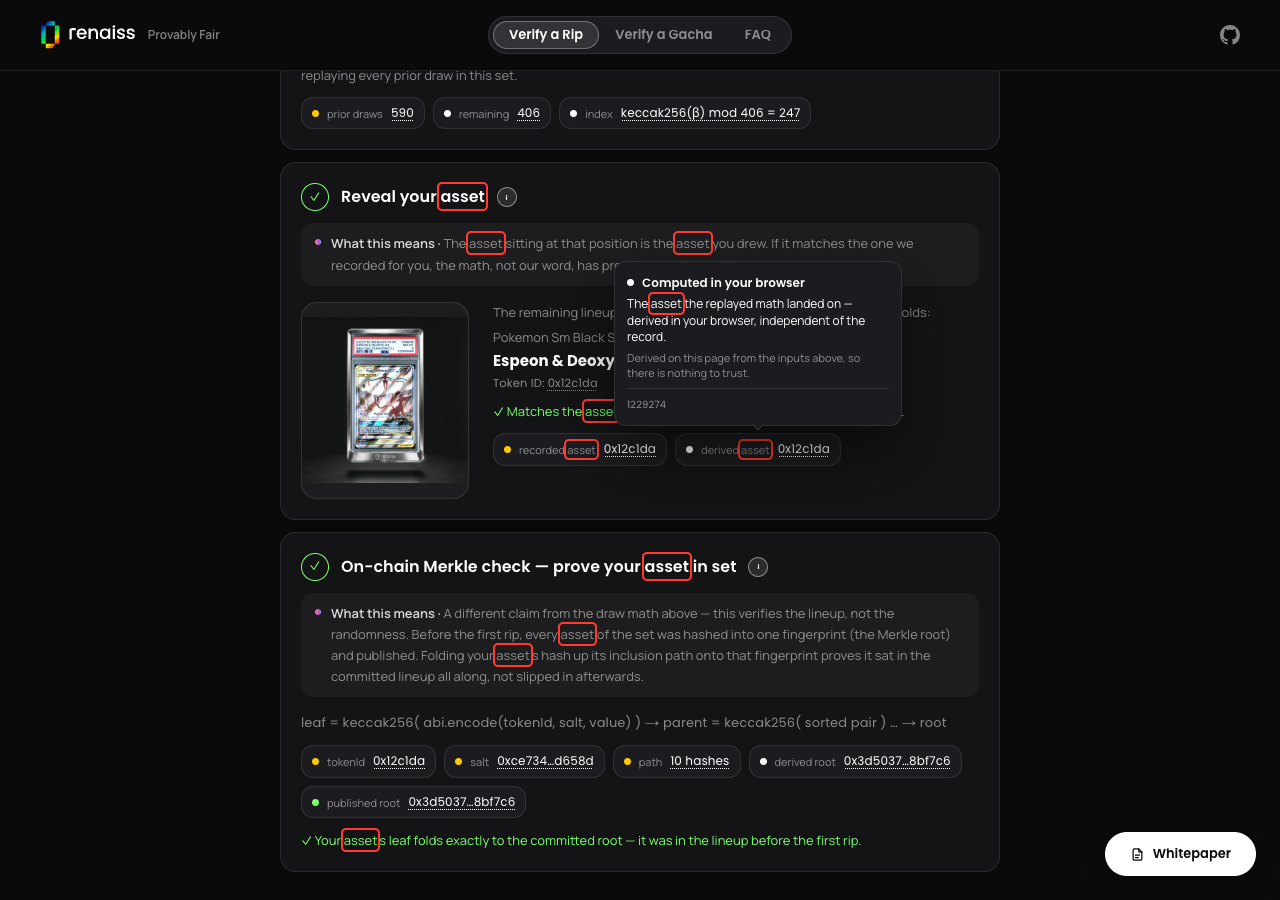 renaiss Provably Fair
Verify a Rip
Verify a Gacha
FAQ
replaying every prior draw in this set.
prior draws 590
remaining 406
index keccak256(β) mod 406 = 247
Reveal your asset
What this means · The asset sitting at that position is the asset you drew. If it matches the one we
recorded for you, the math, not our word, has pr
Computed in your browser
The asset the replayed math landed on —
derived in your browser, independent of the
record.
Derived on this page from the inputs above, so
there is nothing to trust.
1229274
The remaining lineup
olds:
Pokemon Sm Black S
Espeon & Deoxy
Token ID: 0x12c1da
✓ Matches the asse
recorded asset 0x12c1da
derived asset 0x12c1da
renaiss
On-chain Merkle check — prove your asset in set
What this means · A different claim from the draw math above — this verifies the lineup, not the
randomness. Before the first rip, every asset of the set was hashed into one fingerprint (the Merkle root)
and published. Folding your asset's hash up its inclusion path onto that fingerprint proves it sat in the
committed lineup all along, not slipped in afterwards.
leaf = keccak256( abi.encode(tokenId, salt, value) ) → parent = keccak256( sorted pair ) … → root
tokenId 0x12c1da
salt 0xce734…d658d
path 10 hashes
derived root 0x3d5037…8bf7c6
published root 0x3d5037…8bf7c6
✓ Your asset's leaf folds exactly to the committed root — it was in the lineup before the first rip.
Whitepaper